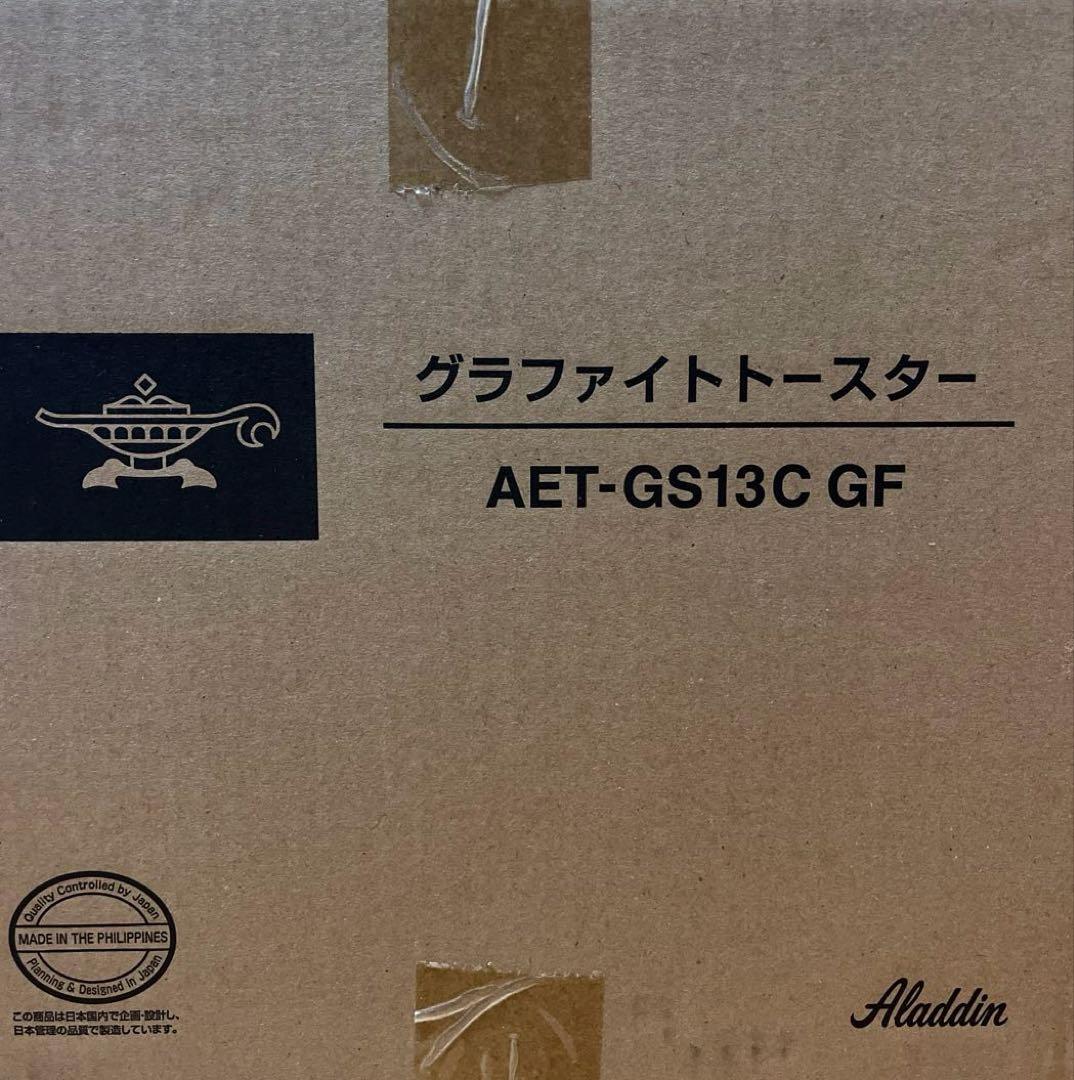 グラファイトトースター
AET-GS13C GF
Quality Controlled by Japan
MADE IN THE PHILIPPINES
Planning & Designed in Japan
この商品は日本国内で企画・設計し、
日本管理の品質で製造しています。
Aladdin